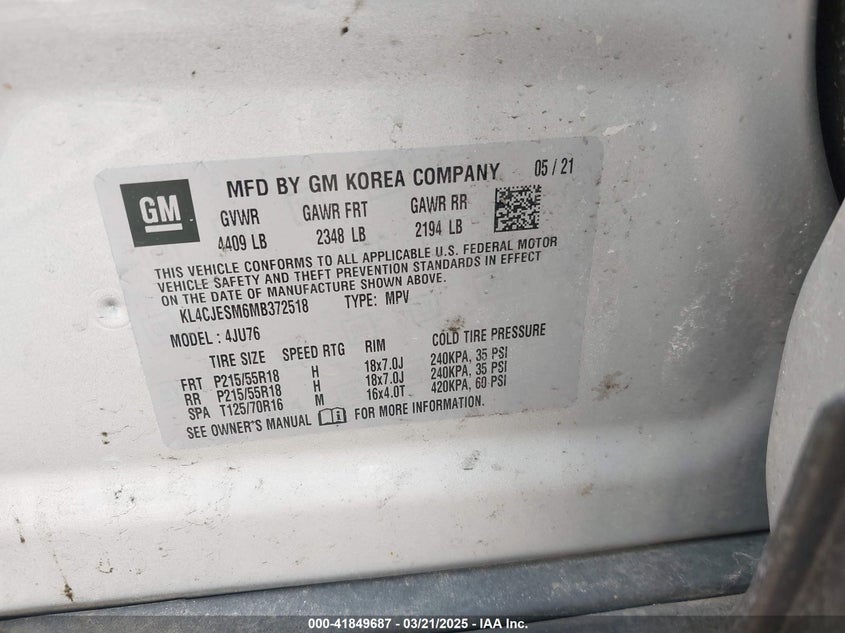 GM
MFD BY GM KOREA COMPANY 05 / 21
GVWR GAWR FRT GAWR RR
4409 LB 2348 LB 2194 LB
THIS VEHICLE CONFORMS TO ALL APPLICABLE U.S. FEDERAL MOTOR
VEHICLE SAFETY AND THEFT PREVENTION STANDARDS IN EFFECT
ON THE DATE OF MANUFACTURE SHOWN ABOVE.
KL4CJESM6MB372518 TYPE: MPV
MODEL: 4JU76
TIRE SIZE SPEED RTG RIM COLD TIRE PRESSURE
FRT P215/55R18 H 18x7.0J 240KPA, 35 PSI
RR P215/55R18 H 18x7.0J 240KPA, 35 PSI
SPA T125/70R16 M 16x4.0T 420KPA, 60 PSI
SEE OWNER'S MANUAL FOR MORE INFORMATION.
000-41849687 - 03/21/2025 - IAA Inc.